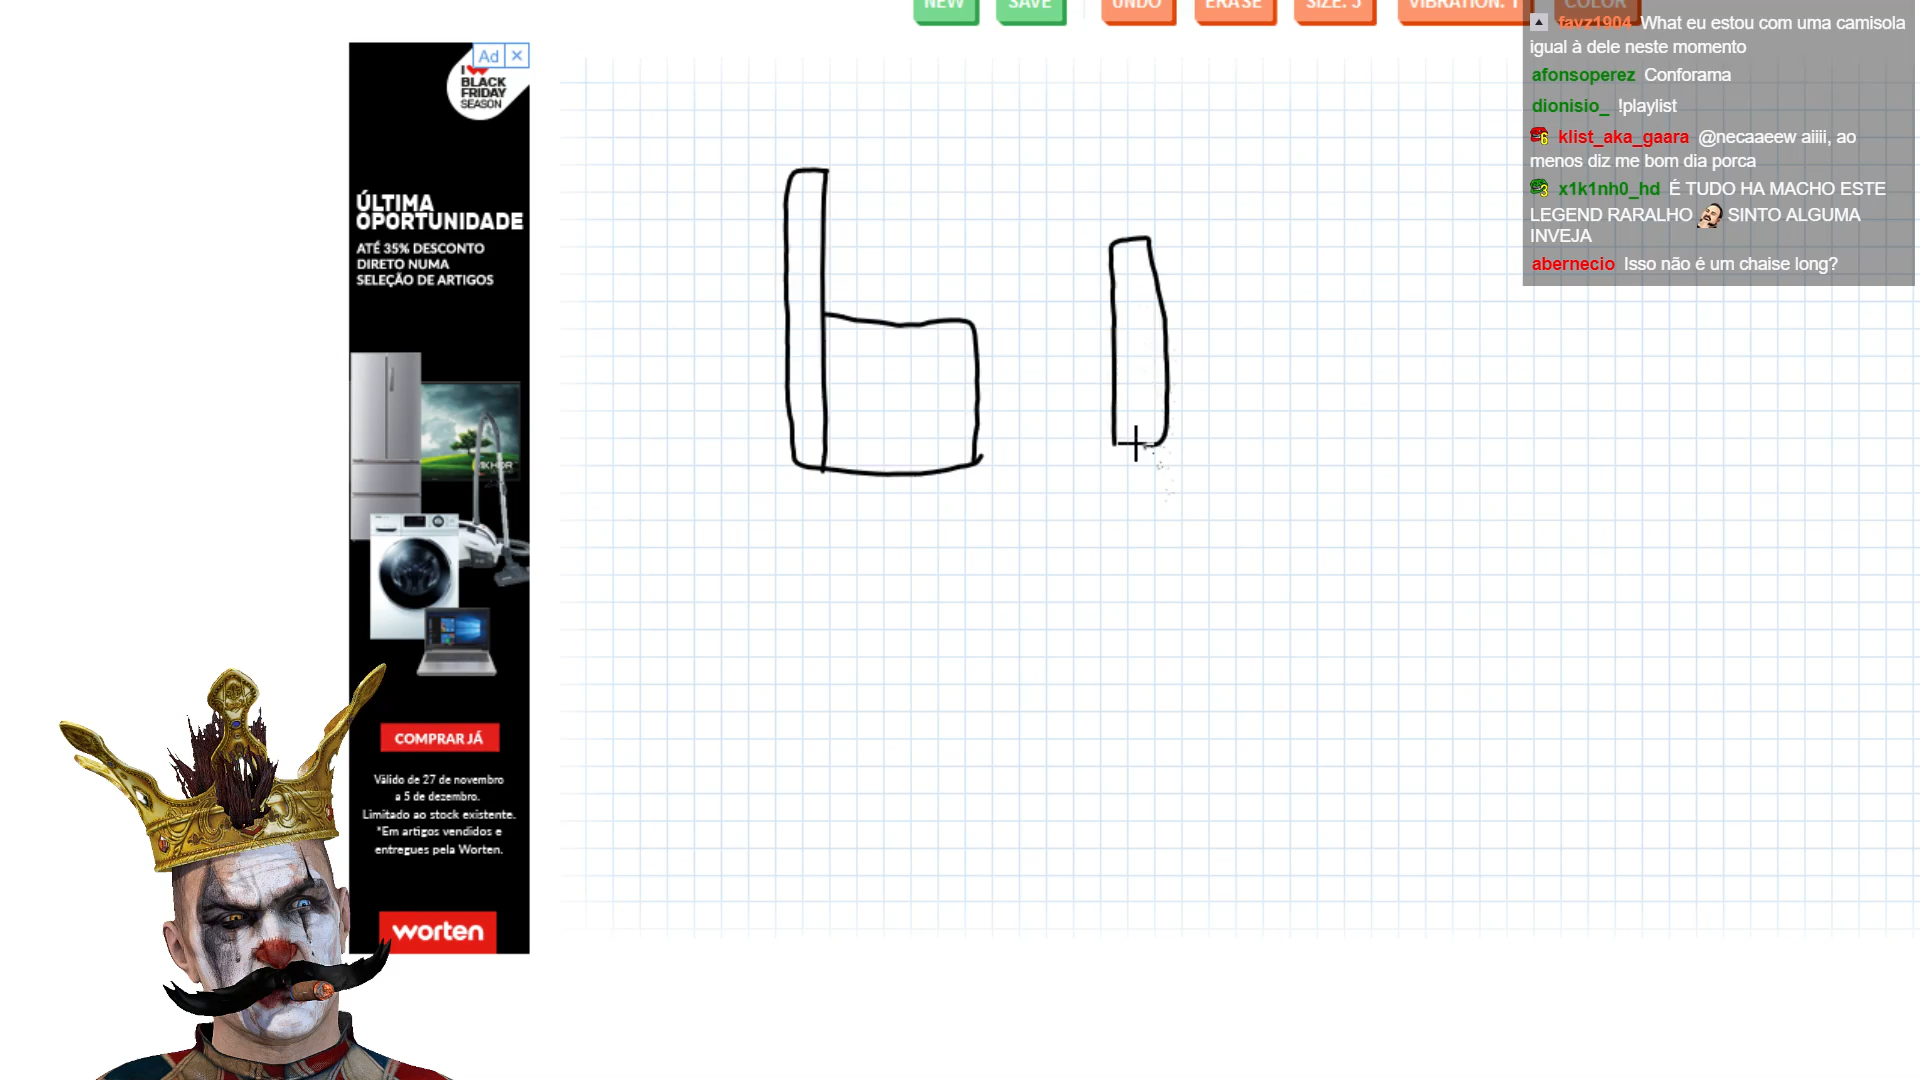 NEW SAVE UNDO ERASE SIZE: 5 VIBRATION: 1 COLOR
favz1904 What eu estou com uma camisola
igual à dele neste momento
afonsoperez Conforama
dionisio_ !playlist
6 klist_aka_gaara @necaaeew aiiii, ao
menos diz me bom dia porca
3 x1k1nh0_hd É TUDO HA MACHO ESTE
LEGEND RARALHO SINTO ALGUMA
INVEJA
abernecio Isso não é um chaise long?
Ad
I
BLACK
FRIDAY
SEASON
ÚLTIMA
OPORTUNIDADE
ATÉ 35% DESCONTO
DIRETO NUMA
SELEÇÃO DE ARTIGOS
COMPRAR JÁ
Válido de 27 de novembro
a 5 de dezembro.
Limitado ao stock existente.
*Em artigos vendidos e
entregues pela Worten.
worten